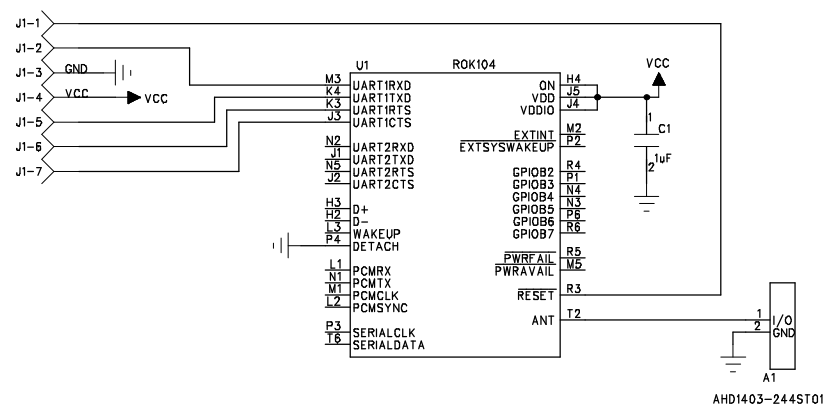 J1-1
J1-2
J1-3 GND
J1-4 VCC VCC
J1-5
J1-6
J1-7
U1 ROK104
M3 UART1RXD
K4 UART1TXD
K3 UART1RTS
J3 UART1CTS
N2 UART2RXD
J1 UART2TXD
N5 UART2RTS
J2 UART2CTS
H3 D+
H2 D-
L3 WAKEUP
P4 DETACH
L1 PCMRX
N1 PCMTX
M1 PCMCLK
L2 PCMSYNC
P3 SERIALCLK
T6 SERIALDATA
ON H4
VDD J5
VDDIO J4
EXTINT M2
EXTSYSWAKEUP P2
GPIOB2 R4
GPIOB3 P1
GPIOB4 N4
GPIOB5 N3
GPIOB6 P6
GPIOB7 R6
PWRFAIL R5
PWRAVAIL M5
RESET R3
ANT T2
VCC
1
C1
2
1uF
1 I/O
2 GND
A1
AHD1403-244ST01